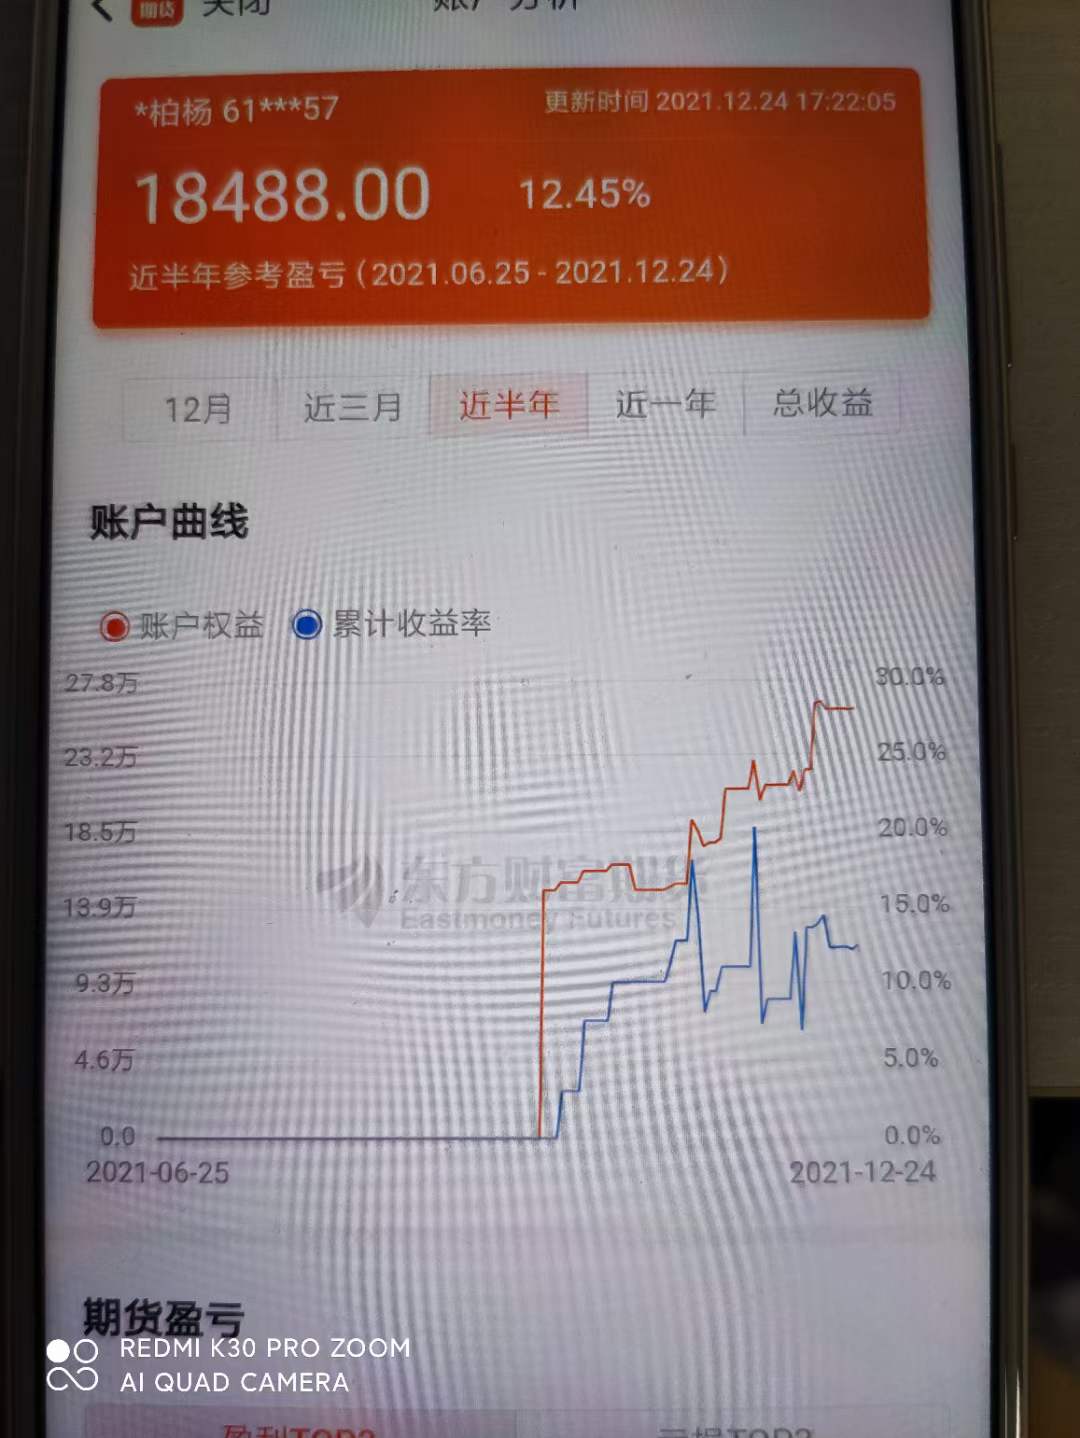 期货 关闭 账户分析
*柏杨 61***57 更新时间 2021.12.24 17:22:05
18488.00 12.45%
近半年参考盈亏(2021.06.25 - 2021.12.24)
12月 近三月 近半年 近一年 总收益
账户曲线
账户权益 累计收益率
27.8万 30.0%
23.2万 25.0%
18.5万 20.0%
东方财富期货
Eastmoney Futures
13.9万 15.0%
9.3万 10.0%
4.6万 5.0%
0.0 0.0%
2021-06-25 2021-12-24
期货盈亏
REDMI K30 PRO ZOOM
AI QUAD CAMERA
盈利TOP3 亏损TOP3